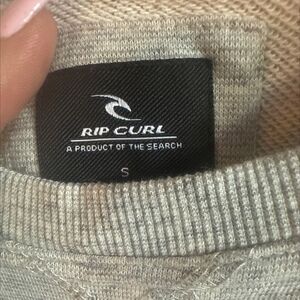 RIP CURL
A PRODUCT OF THE SEARCH
S